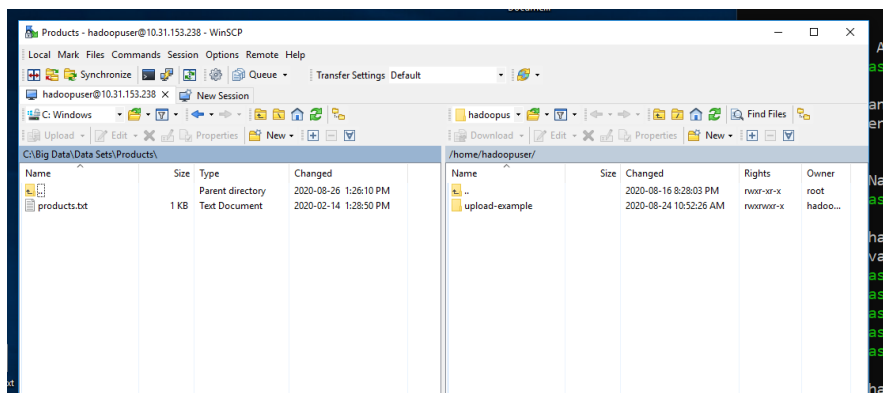 Products - hadoopuser@10.31.153.238 - WinSCP
Local Mark Files Commands Session Options Remote Help
Synchronize Queue Transfer Settings Default
hadoopuser@10.31.153.238 New Session
C: Windows hadoopus Find Files
Upload Edit Properties New Download Edit Properties New
C:\Big Data\Data Sets\Products\ /home/hadoopuser/
Name Size Type Changed Name Size Changed Rights Owner
.. Parent directory 2020-08-26 1:26:10 PM .. 2020-08-16 8:28:03 PM rwxr-xr-x root
products.txt 1 KB Text Document 2020-02-14 1:28:50 PM upload-example 2020-08-24 10:52:26 AM rwxrwxr-x hadoo...